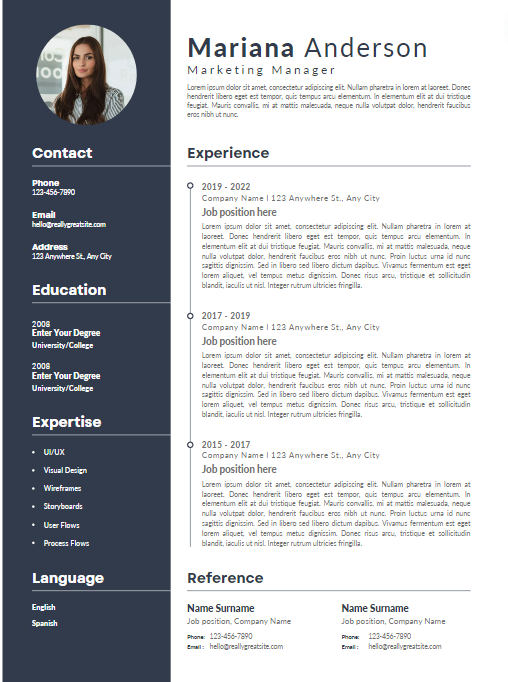 Mariana Anderson
Marketing Manager
Lorem ipsum dolor sit amet, consectetur adipiscing elit. Nullam pharetra in lorem at laoreet. Donec
hendrerit libero eget est tempor, quis tempus arcu elementum. In elementum elit at dui tristique
feugiat. Mauris convallis, mi at mattis malesuada, neque nulla volutpat dolor, hendrerit faucibus
eros nibh ut nunc.
Contact
Phone
123-456-7890
Email
hello@reallygreatsite.com
Address
123 Anywhere St., Any City
Education
2008
Enter Your Degree
University/College
2008
Enter Your Degree
University/College
Expertise
• UI/UX
• Visual Design
• Wireframes
• Storyboards
• User Flows
• Process Flows
Language
English
Spanish
Experience
2019 - 2022
Company Name l 123 Anywhere St., Any City
Job position here
Lorem ipsum dolor sit amet, consectetur adipiscing elit. Nullam pharetra in lorem at
laoreet. Donec hendrerit libero eget est tempor, quis tempus arcu elementum. In
elementum elit at dui tristique feugiat. Mauris convallis, mi at mattis malesuada, neque
nulla volutpat dolor, hendrerit faucibus eros nibh ut nunc. Proin luctus urna id nunc
sagittis dignissim. Sed in libero sed libero dictum dapibus. Vivamus fermentum est eget
lorem aliquet, vel tempus metus dignissim. Donec risus arcu, tristique et sollicitudin
blandit, iaculis ut nisl. Integer rutrum ultricies fringilla.
2017 - 2019
Company Name l 123 Anywhere St., Any City
Job position here
Lorem ipsum dolor sit amet, consectetur adipiscing elit. Nullam pharetra in lorem at
laoreet. Donec hendrerit libero eget est tempor, quis tempus arcu elementum. In
elementum elit at dui tristique feugiat. Mauris convallis, mi at mattis malesuada, neque
nulla volutpat dolor, hendrerit faucibus eros nibh ut nunc. Proin luctus urna id nunc
sagittis dignissim. Sed in libero sed libero dictum dapibus. Vivamus fermentum est eget
lorem aliquet, vel tempus metus dignissim. Donec risus arcu, tristique et sollicitudin
blandit, iaculis ut nisl. Integer rutrum ultricies fringilla.
2015 - 2017
Company Name l 123 Anywhere St., Any City
Job position here
Lorem ipsum dolor sit amet, consectetur adipiscing elit. Nullam pharetra in lorem at
laoreet. Donec hendrerit libero eget est tempor, quis tempus arcu elementum. In
elementum elit at dui tristique feugiat. Mauris convallis, mi at mattis malesuada, neque
nulla volutpat dolor, hendrerit faucibus eros nibh ut nunc. Proin luctus urna id nunc
sagittis dignissim. Sed in libero sed libero dictum dapibus. Vivamus fermentum est eget
lorem aliquet, vel tempus metus dignissim. Donec risus arcu, tristique et sollicitudin
blandit, iaculis ut nisl. Integer rutrum ultricies fringilla.
Reference
Name Surname
Job position, Company Name
Phone: 123-456-7890
Email : hello@reallygreatsite.com
Name Surname
Job position, Company Name
Phone: 123-456-7890
Email : hello@reallygreatsite.com